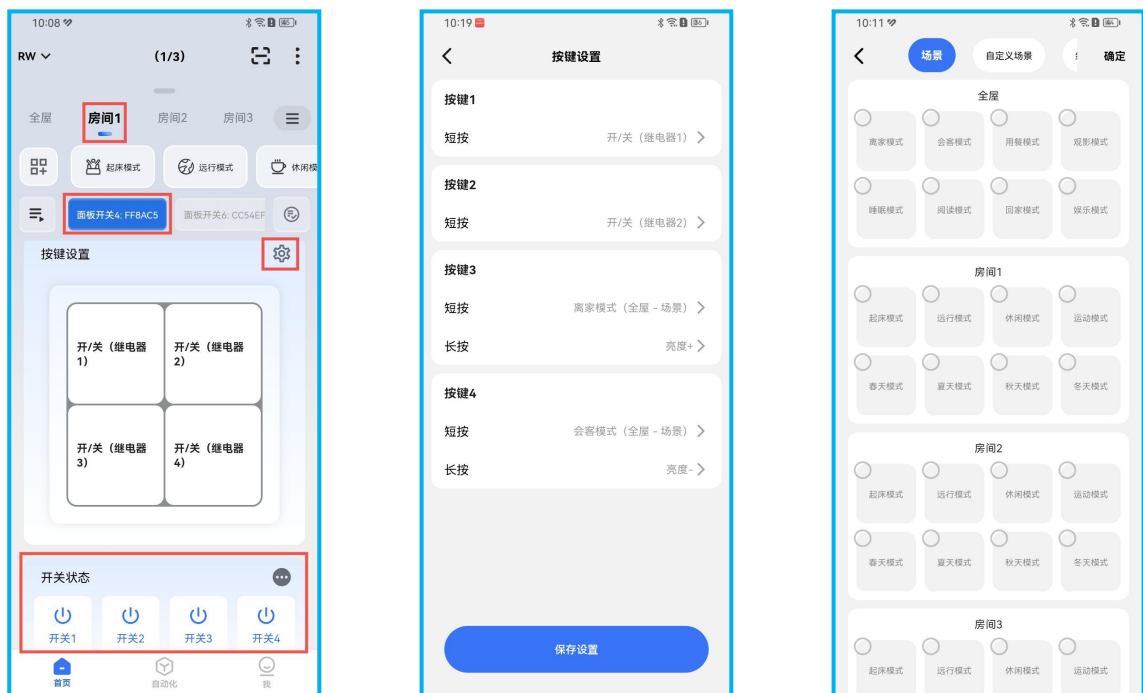 10:08
RW
(1/3)
全屋
房间1
房间2
房间3
起床模式
远行模式
休闲模
面板开关4: FF8AC5
面板开关6: CC54EF
按键设置
开/关（继电器
1）
开/关（继电器
2）
开/关（继电器
3）
开/关（继电器
4）
开关状态
开关1
开关2
开关3
开关4
首页
自动化
我
10:19
按键设置
按键1
短按
开/关（继电器1）
按键2
短按
开/关（继电器2）
按键3
短按
离家模式（全屋 - 场景）
长按
亮度+
按键4
短按
会客模式（全屋 - 场景）
长按
亮度-
保存设置
10:11
场景
自定义场景
确定
全屋
离家模式
会客模式
用餐模式
观影模式
睡眠模式
阅读模式
回家模式
娱乐模式
房间1
起床模式
远行模式
休闲模式
运动模式
春天模式
夏天模式
秋天模式
冬天模式
房间2
起床模式
远行模式
休闲模式
运动模式
春天模式
夏天模式
秋天模式
冬天模式
房间3
起床模式
远行模式
休闲模式
运动模式